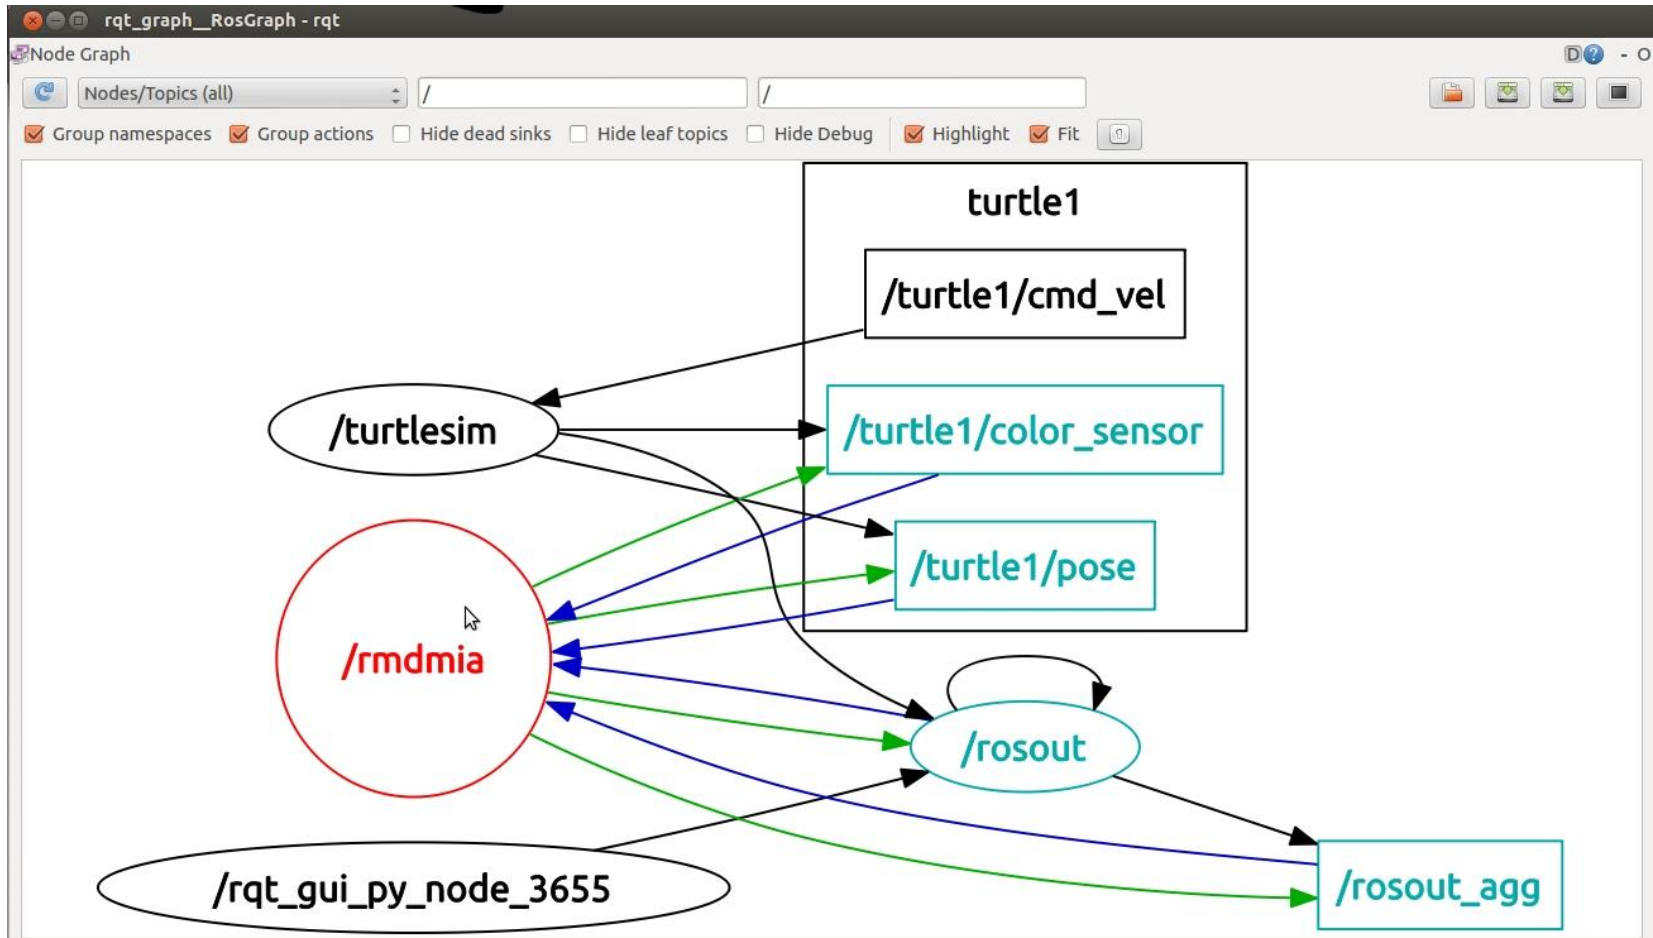 rqt_graph__RosGraph - rqt
Node Graph
D ? - O
Nodes/Topics (all) / /
Group namespaces Group actions Hide dead sinks Hide leaf topics Hide Debug Highlight Fit
turtle1
/turtle1/cmd_vel
/turtlesim
/turtle1/color_sensor
/turtle1/pose
/rmdmia
/rosout
/rqt_gui_py_node_3655
/rosout_agg